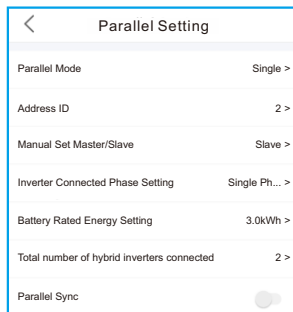 Parallel Setting
Parallel Mode Single >
Address ID 2 >
Manual Set Master/Slave Slave >
Inverter Connected Phase Setting Single Ph... >
Battery Rated Energy Setting 3.0kWh >
Total number of hybrid inverters connected 2 >
Parallel Sync